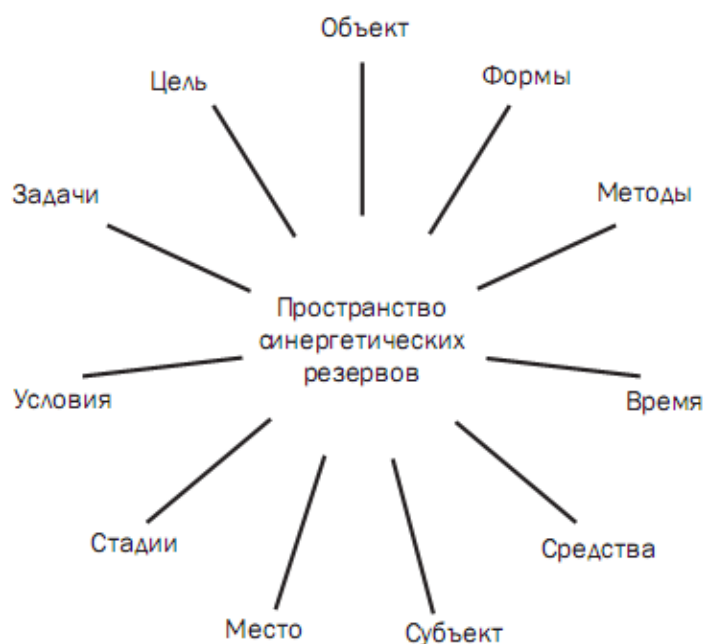 Объект
Цель
Формы
Задачи
Методы
Пространство
синергетических
резервов
Условия
Время
Стадии
Средства
Место
Субъект